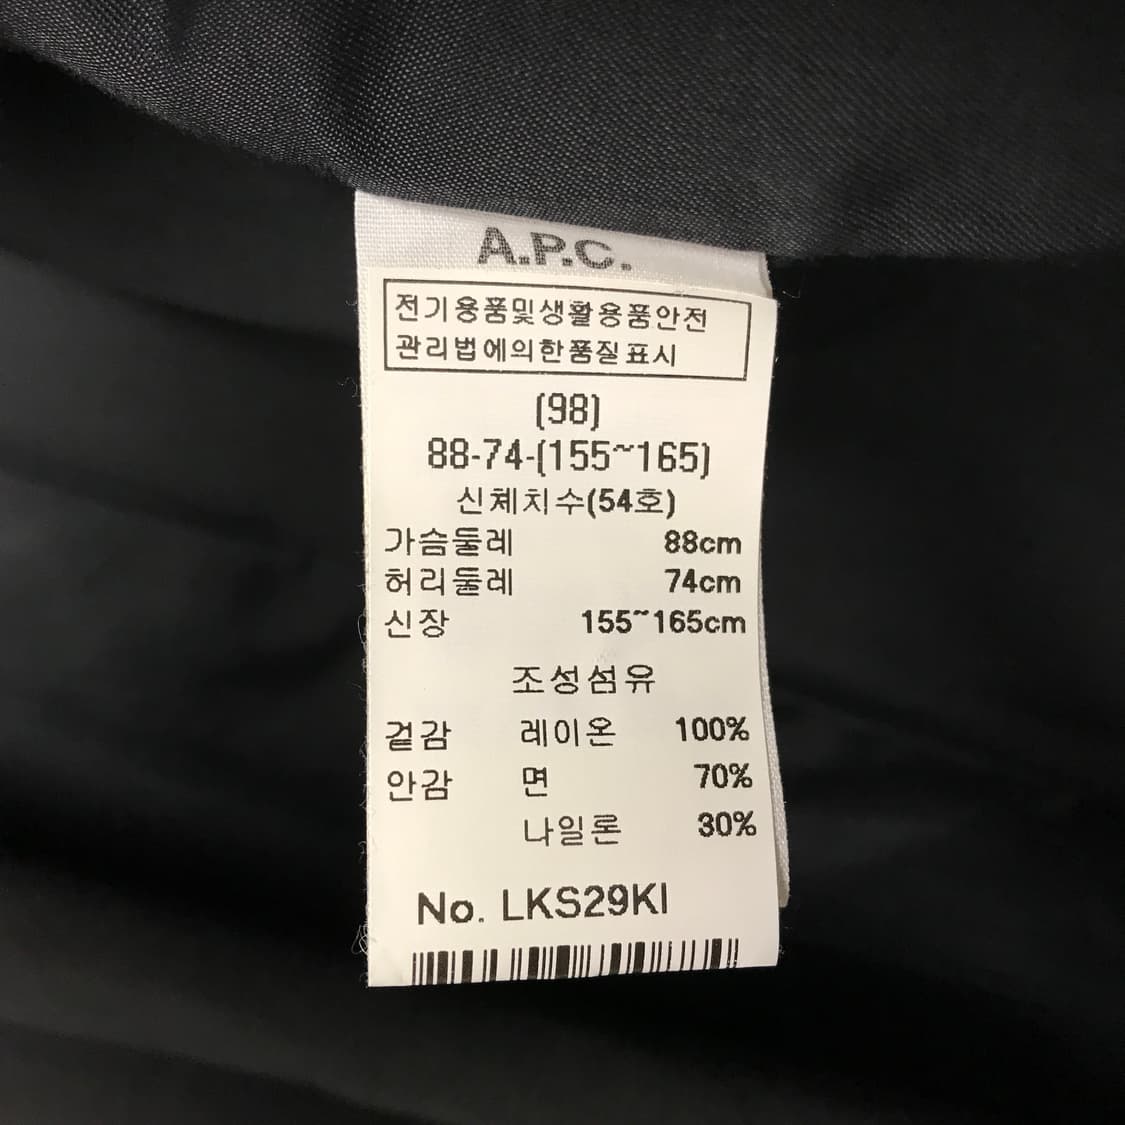 A.P.C.
전기용품및생활용품안전
관리법에의한품질표시
(98)
88-74-(155~165)
신체치수(54호)
가슴둘레 88cm
허리둘레 74cm
신장 155~165cm
조성섬유
겉감 레이온 100%
안감 면 70%
나일론 30%
No. LKS29KI